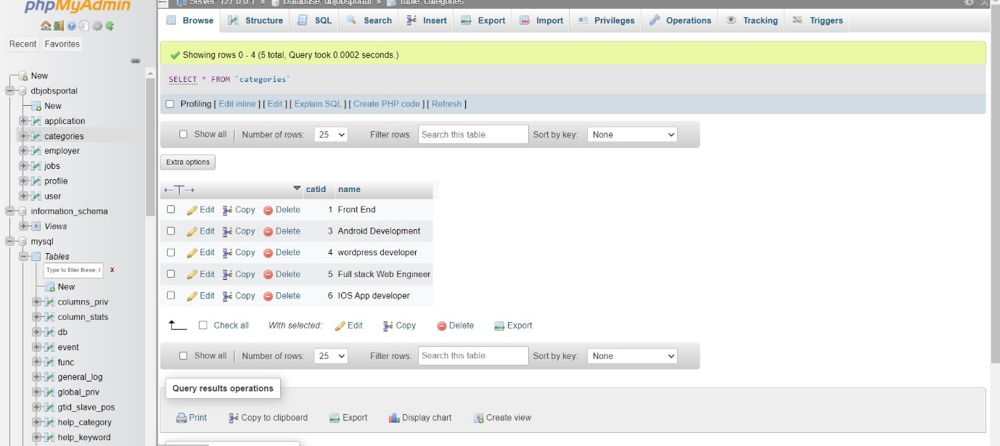 phpMyAdmin
Recent Favorites
New
dbjobsportal
New
application
categories
employer
jobs
profile
user
information_schema
Views
mysql
Tables
Type to filter these, x
New
columns_priv
column_stats
db
event
func
general_log
global_priv
gtid_slave_pos
help_category
help_keyword
Server: 127.0.0.1 » Database: dbjobsportal » Table: categories
Browse Structure SQL Search Insert Export Import Privileges Operations Tracking Triggers
Showing rows 0 - 4 (5 total, Query took 0.0002 seconds.)
SELECT * FROM `categories`
Profiling [ Edit inline ] [ Edit ] [ Explain SQL ] [ Create PHP code ] [ Refresh ]
Show all | Number of rows: 25 Filter rows: Search this table Sort by key: None
Extra options
←T→ catid name
Edit Copy Delete 1 Front End
Edit Copy Delete 3 Android Development
Edit Copy Delete 4 wordpress developer
Edit Copy Delete 5 Full stack Web Engineer
Edit Copy Delete 6 IOS App developer
Check all With selected: Edit Copy Delete Export
Show all | Number of rows: 25 Filter rows: Search this table Sort by key: None
Query results operations
Print Copy to clipboard Export Display chart Create view